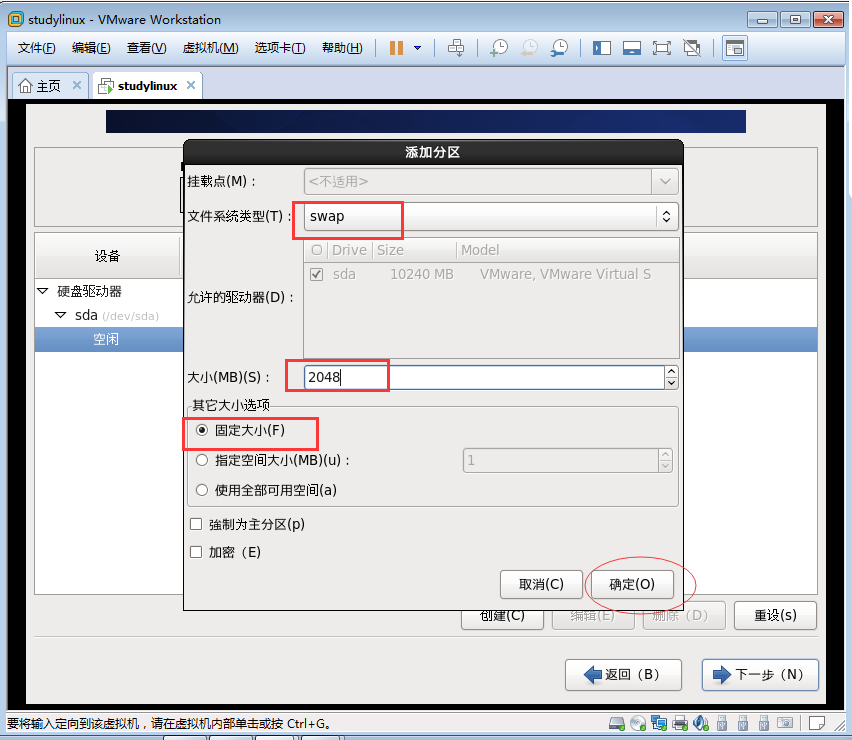 studylinux - VMware Workstation
文件(F) 编辑(E) 查看(V) 虚拟机(M) 选项卡(T) 帮助(H)
主页 studylinux
添加分区
挂载点(M)： <不适用>
文件系统类型(T)： swap
设备
Drive Size Model
sda 10240 MB VMware, VMware Virtual S
硬盘驱动器
允许的驱动器(D)：
sda (/dev/sda)
空闲
大小(MB)(S)： 2048
其它大小选项
固定大小(F)
指定空间大小(MB)(u)： 1
使用全部可用空间(a)
強制为主分区(p)
加密（E)
取消(C) 确定(O)
创建(C) 编辑(E) 删除（D） 重设(s)
返回（B） 下一步（N）
要将输入定向到该虚拟机，请在虚拟机内部单击或按 Ctrl+G。